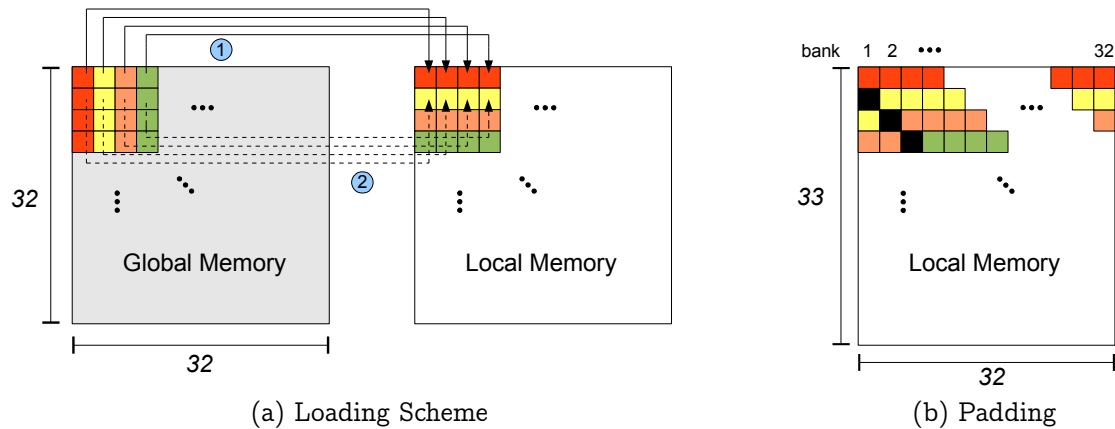 1
bank 1 2 ••• 32
•••
•••
•••
2
32
33
Global Memory
Local Memory
Local Memory
32
32
(a) Loading Scheme
(b) Padding